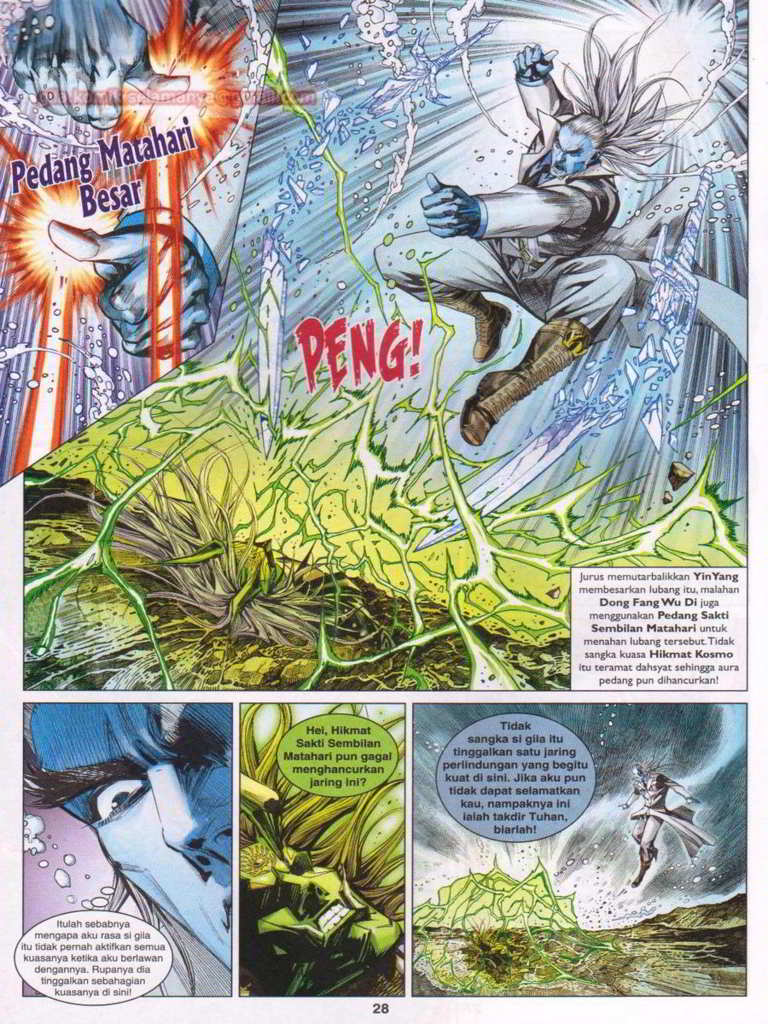 Pedang Matahari
Besar
PENG!
Jurus memutarbalikkan YinYang
membesarkan lubang itu, malahan
Dong Fang Wu Di juga
menggunakan Pedang Sakti
Sembilan Matahari untuk
menahan lubang tersebut.Tidak
sangka kuasa Hikmat Kosmo
itu teramat dahsyat sehingga aura
pedang pun dihancurkan!
Itulah sebabnya
mengapa aku rasa si gila
itu tidak pernah aktifkan semua
kuasanya ketika aku berlawan
dengannya. Rupanya dia
tinggalkan sebahagian
kuasanya di sini!
Hei, Hikmat
Sakti Sembilan
Matahari pun gagal
menghancurkan
jaring ini?
Tidak
sangka si gila itu
tinggalkan satu jaring
perlindungan yang begitu
kuat di sini. Jika aku pun
tidak dapat selamatkan
kau, nampaknya ini
ialah takdir Tuhan,
biarlah!
28